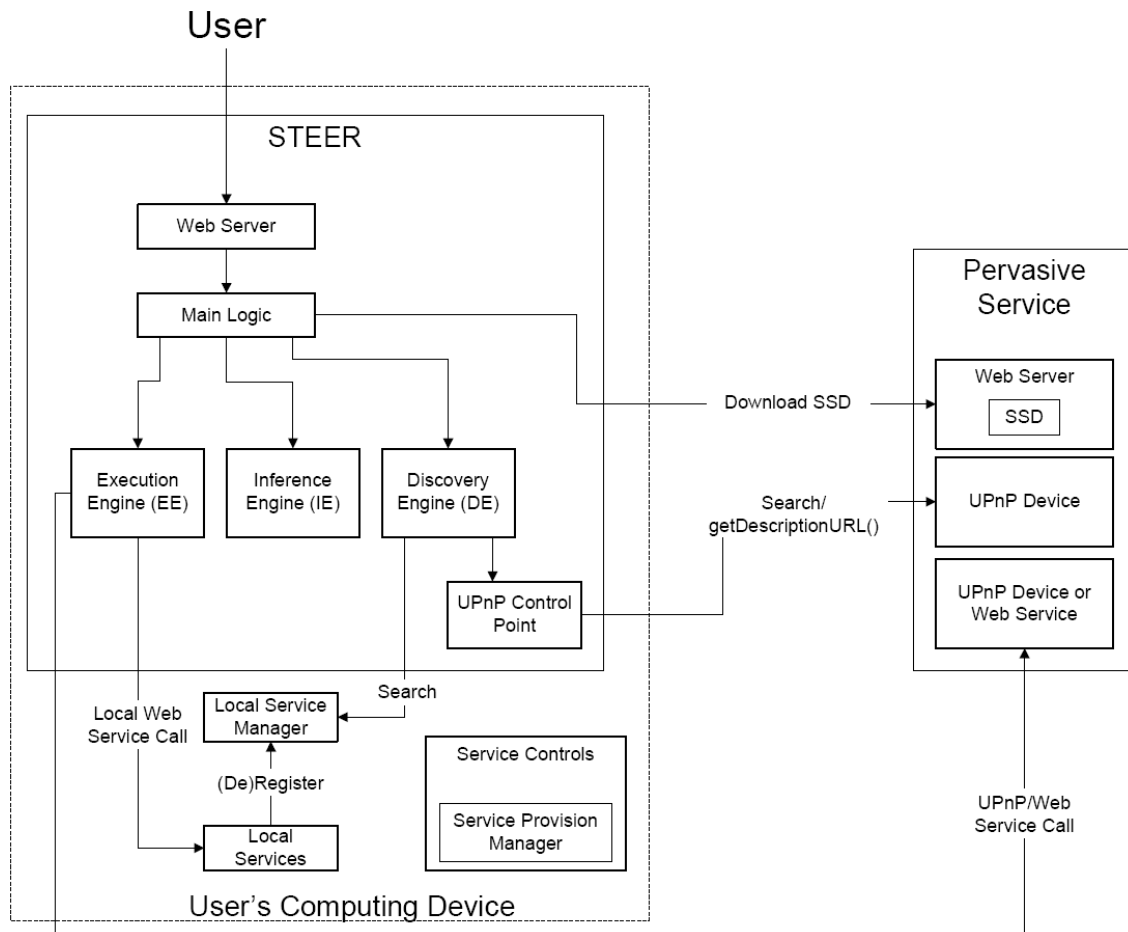 User
STEER
Web Server
Main Logic
Pervasive
Service
Web Server
SSD
Download SSD
Execution
Engine (EE)
Inference
Engine (IE)
Discovery
Engine (DE)
Search/
getDescriptionURL()
UPnP Device
UPnP Control
Point
UPnP Device or
Web Service
Search
Local Web
Service Call
Local Service
Manager
(De)Register
Local
Services
Service Controls
Service Provision
Manager
UPnP/Web
Service Call
User's Computing Device